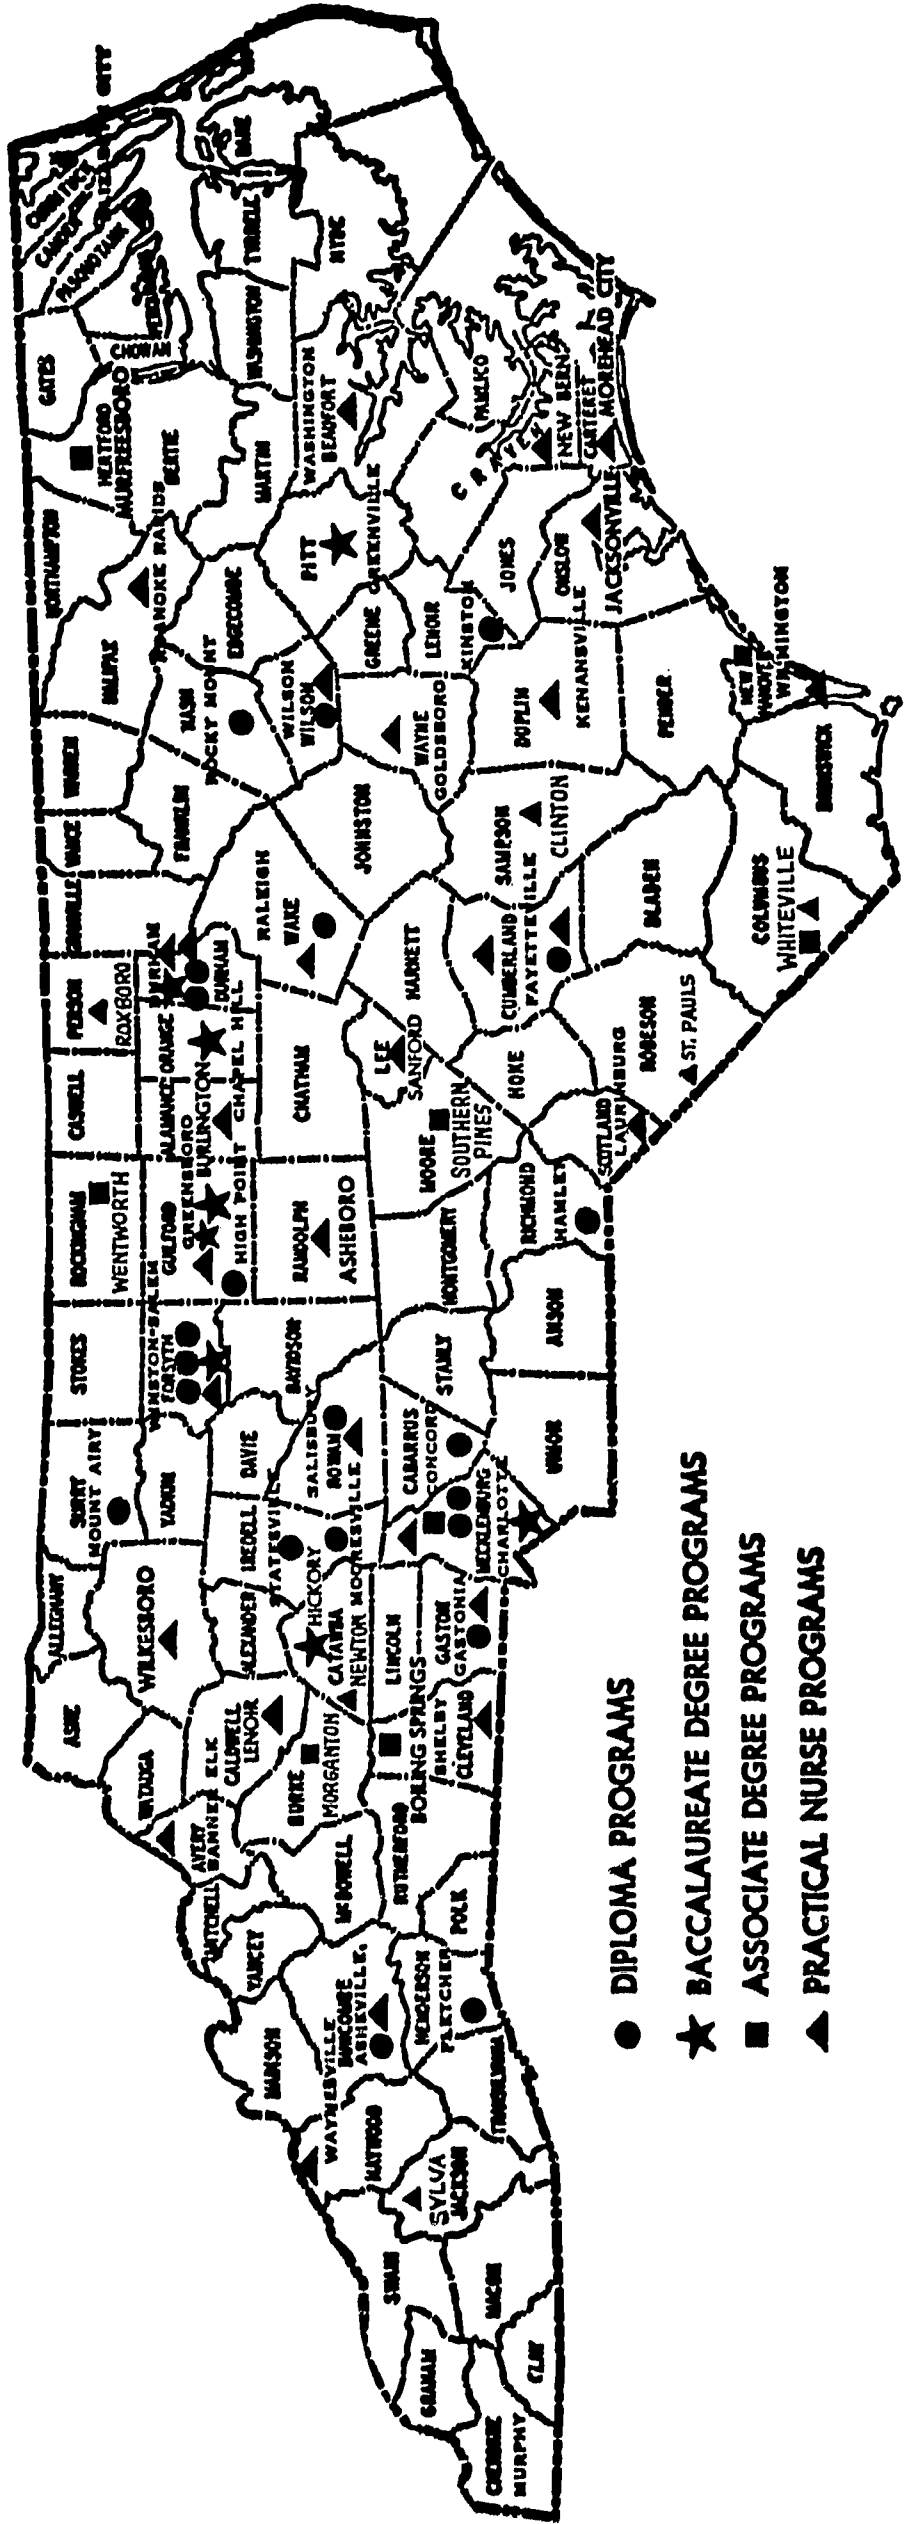 CHEROKEE
MURPHY
GRAHAM
CLAY
MACON
SWAIN
SYLVA
JACKSON
HAYWOOD
WAYNESVILLE
TRANSYLVANIA
MADISON
BUNCOMBE
ASHEVILLE
HENDERSON
FLETCHER
YANCEY
MITCHELL
POLK
MCDOWELL
RUTHERFORD
AVERY
BANNER ELK
BURKE
MORGANTON
BOILING SPRINGS
SHELBY
CLEVELAND
WATAUGA
CALDWELL
LENOIR
ASHE
ALLEGHANY
WILKESBORO
ALEXANDER
HICKORY
CATAWBA
NEWTON
LINCOLN
GASTON
GASTONIA
SURRY
MOUNT AIRY
YADKIN
IREDELL
STATESVILLE
MOORESVILLE
MECKLENBURG
CHARLOTTE
DAVIE
SALISBURY
ROWAN
CABARRUS
CONCORD
UNION
STOKES
WINSTON-SALEM
FORSYTH
DAVIDSON
STANLY
ANSON
ROCKINGHAM
WENTWORTH
GUILFORD
GREENSBORO
HIGH POINT
RANDOLPH
ASHEBORO
MONTGOMERY
RICHMOND
HAMLET
CASWELL
ALAMANCE
BURLINGTON
CHATHAM
MOORE
SOUTHERN
PINES
SCOTLAND
LAURINBURG
HOKE
PERSON
ROXBORO
ORANGE
CHAPEL HILL
DURHAM
DURHAM
LEE
SANFORD
HARNETT
CUMBERLAND
FAYETTEVILLE
ROBESON
ST. PAULS
GRANVILLE
VANCE
WARREN
FRANKLIN
RALEIGH
WAKE
JOHNSTON
SAMPSON
CLINTON
BLADEN
COLUMBUS
WHITEVILLE
BRUNSWICK
HALIFAX
NASH
ROCKY MOUNT
WILSON
WILSON
WAYNE
GOLDSBORO
DUPLIN
KENANSVILLE
PENDER
NEW
HANOVER
WILMINGTON
NORTHAMPTON
ROANOKE RAPIDS
EDGECOMBE
PITT
GREENVILLE
GREENE
LENOIR
KINSTON
JONES
ONSLOW
JACKSONVILLE
HERTFORD
MURFREESBORO
BERTIE
MARTIN
WASHINGTON
BEAUFORT
CRAVEN
NEW BERN
CARTERET
MOREHEAD CITY
PAMLICO
GATES
CHOWAN
WASHINGTON
TYRRELL
HYDE
DARE
PASQUOTANK
CAMDEN
CURRITUCK
CITY
● DIPLOMA PROGRAMS
★ BACCALAUREATE DEGREE PROGRAMS
■ ASSOCIATE DEGREE PROGRAMS
▲ PRACTICAL NURSE PROGRAMS